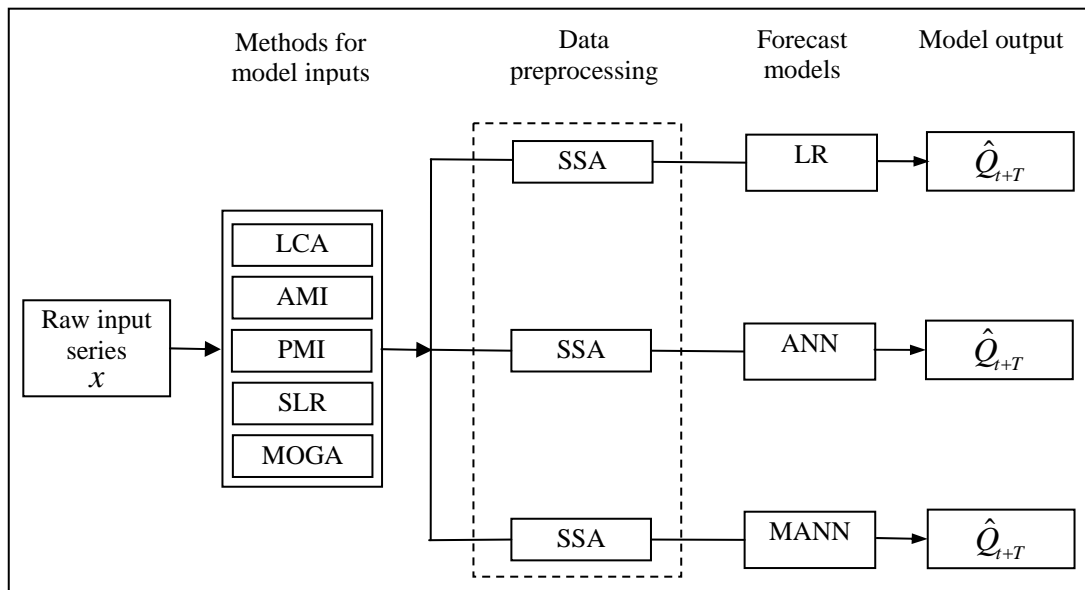 Methods for
model inputs
Data
preprocessing
Forecast
models
Model output
Raw input
series
x
LCA
AMI
PMI
SLR
MOGA
SSA
LR
Q̂_{t+T}
SSA
ANN
Q̂_{t+T}
SSA
MANN
Q̂_{t+T}